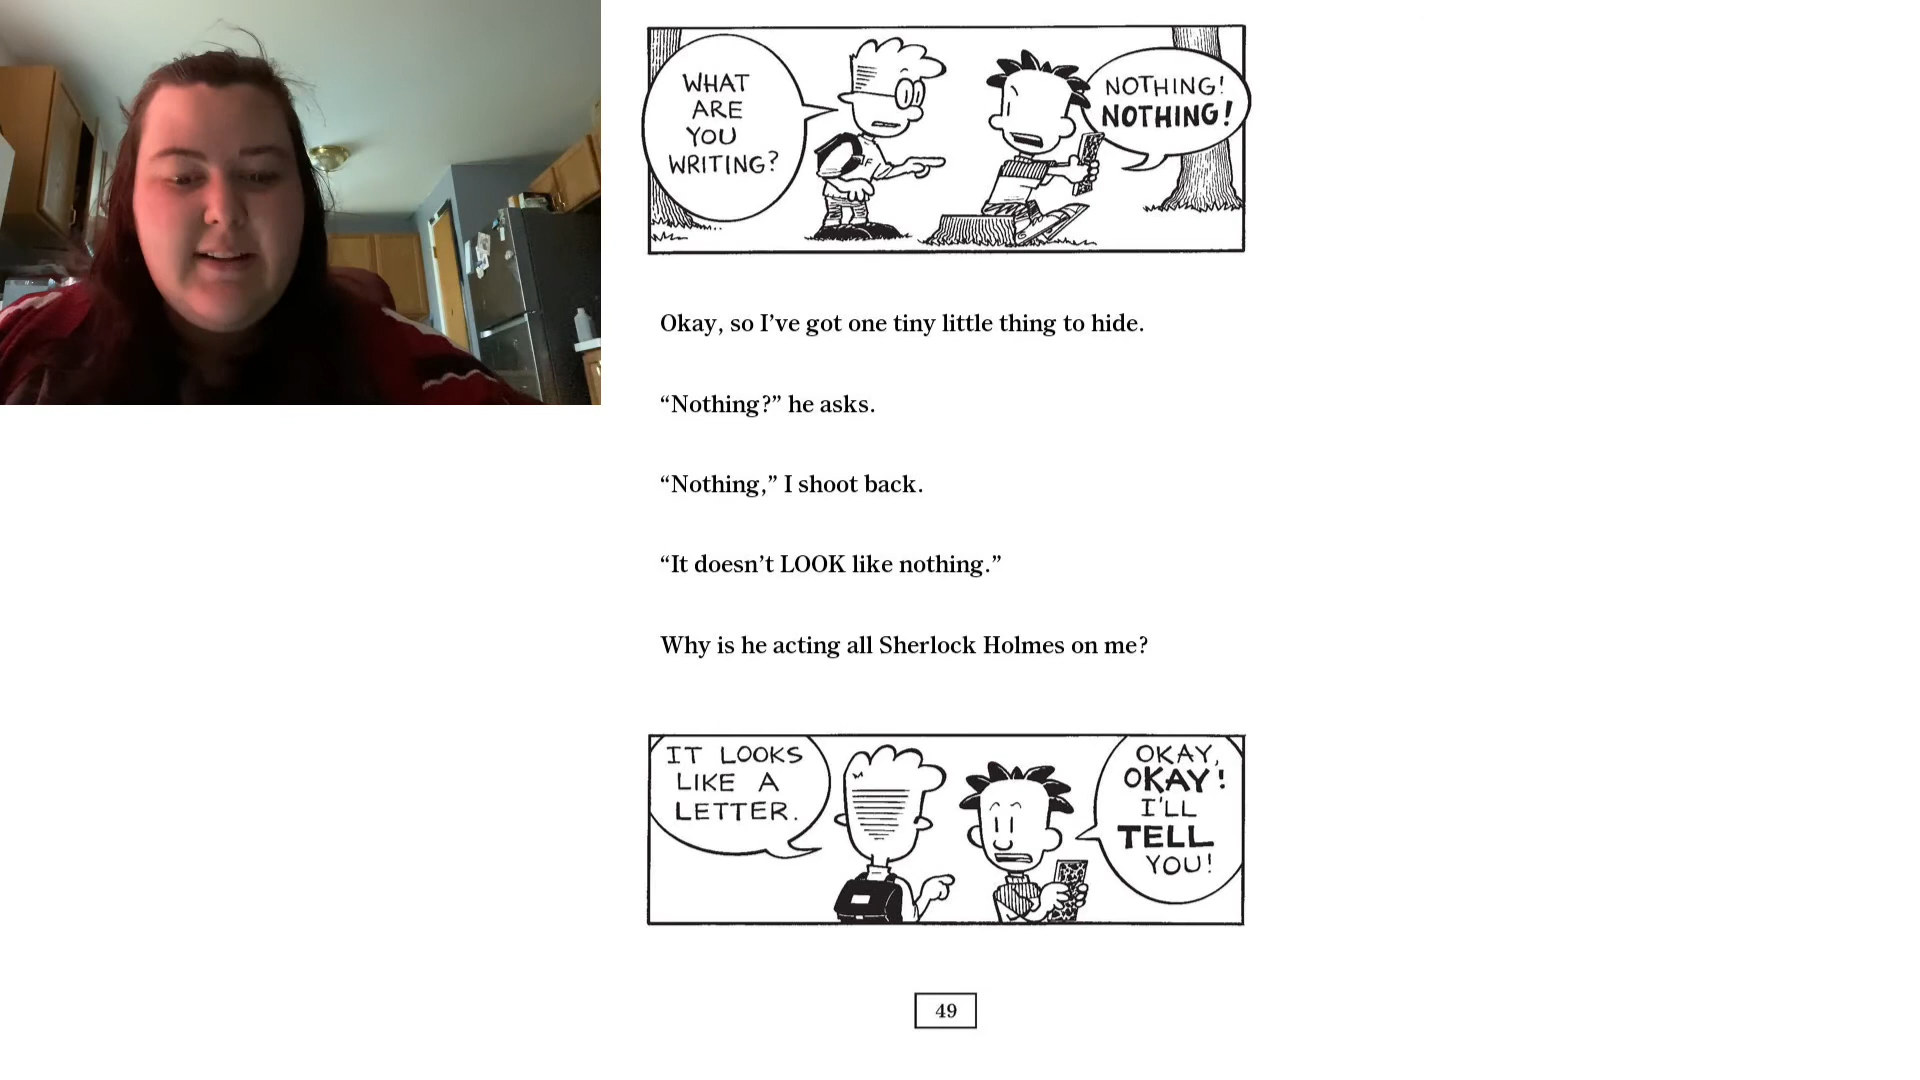 WHAT
ARE
YOU
WRITING?
NOTHING!
NOTHING!
Okay, so I’ve got one tiny little thing to hide.
“Nothing?” he asks.
“Nothing,” I shoot back.
“It doesn’t LOOK like nothing.”
Why is he acting all Sherlock Holmes on me?
IT LOOKS
LIKE A
LETTER.
OKAY,
OKAY!
I'LL
TELL
YOU!
49